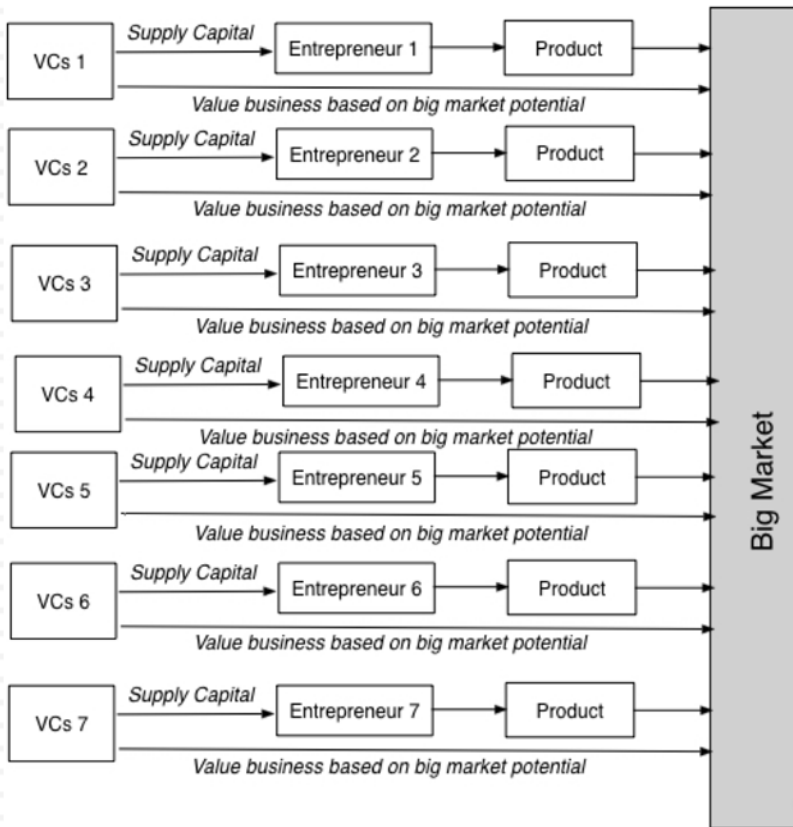 Supply Capital
VCs 1
Entrepreneur 1
Product
Value business based on big market potential
Supply Capital
VCs 2
Entrepreneur 2
Product
Value business based on big market potential
Supply Capital
VCs 3
Entrepreneur 3
Product
Value business based on big market potential
Supply Capital
VCs 4
Entrepreneur 4
Product
Value business based on big market potential
Supply Capital
VCs 5
Entrepreneur 5
Product
Value business based on big market potential
Supply Capital
VCs 6
Entrepreneur 6
Product
Value business based on big market potential
Supply Capital
VCs 7
Entrepreneur 7
Product
Value business based on big market potential
Big Market